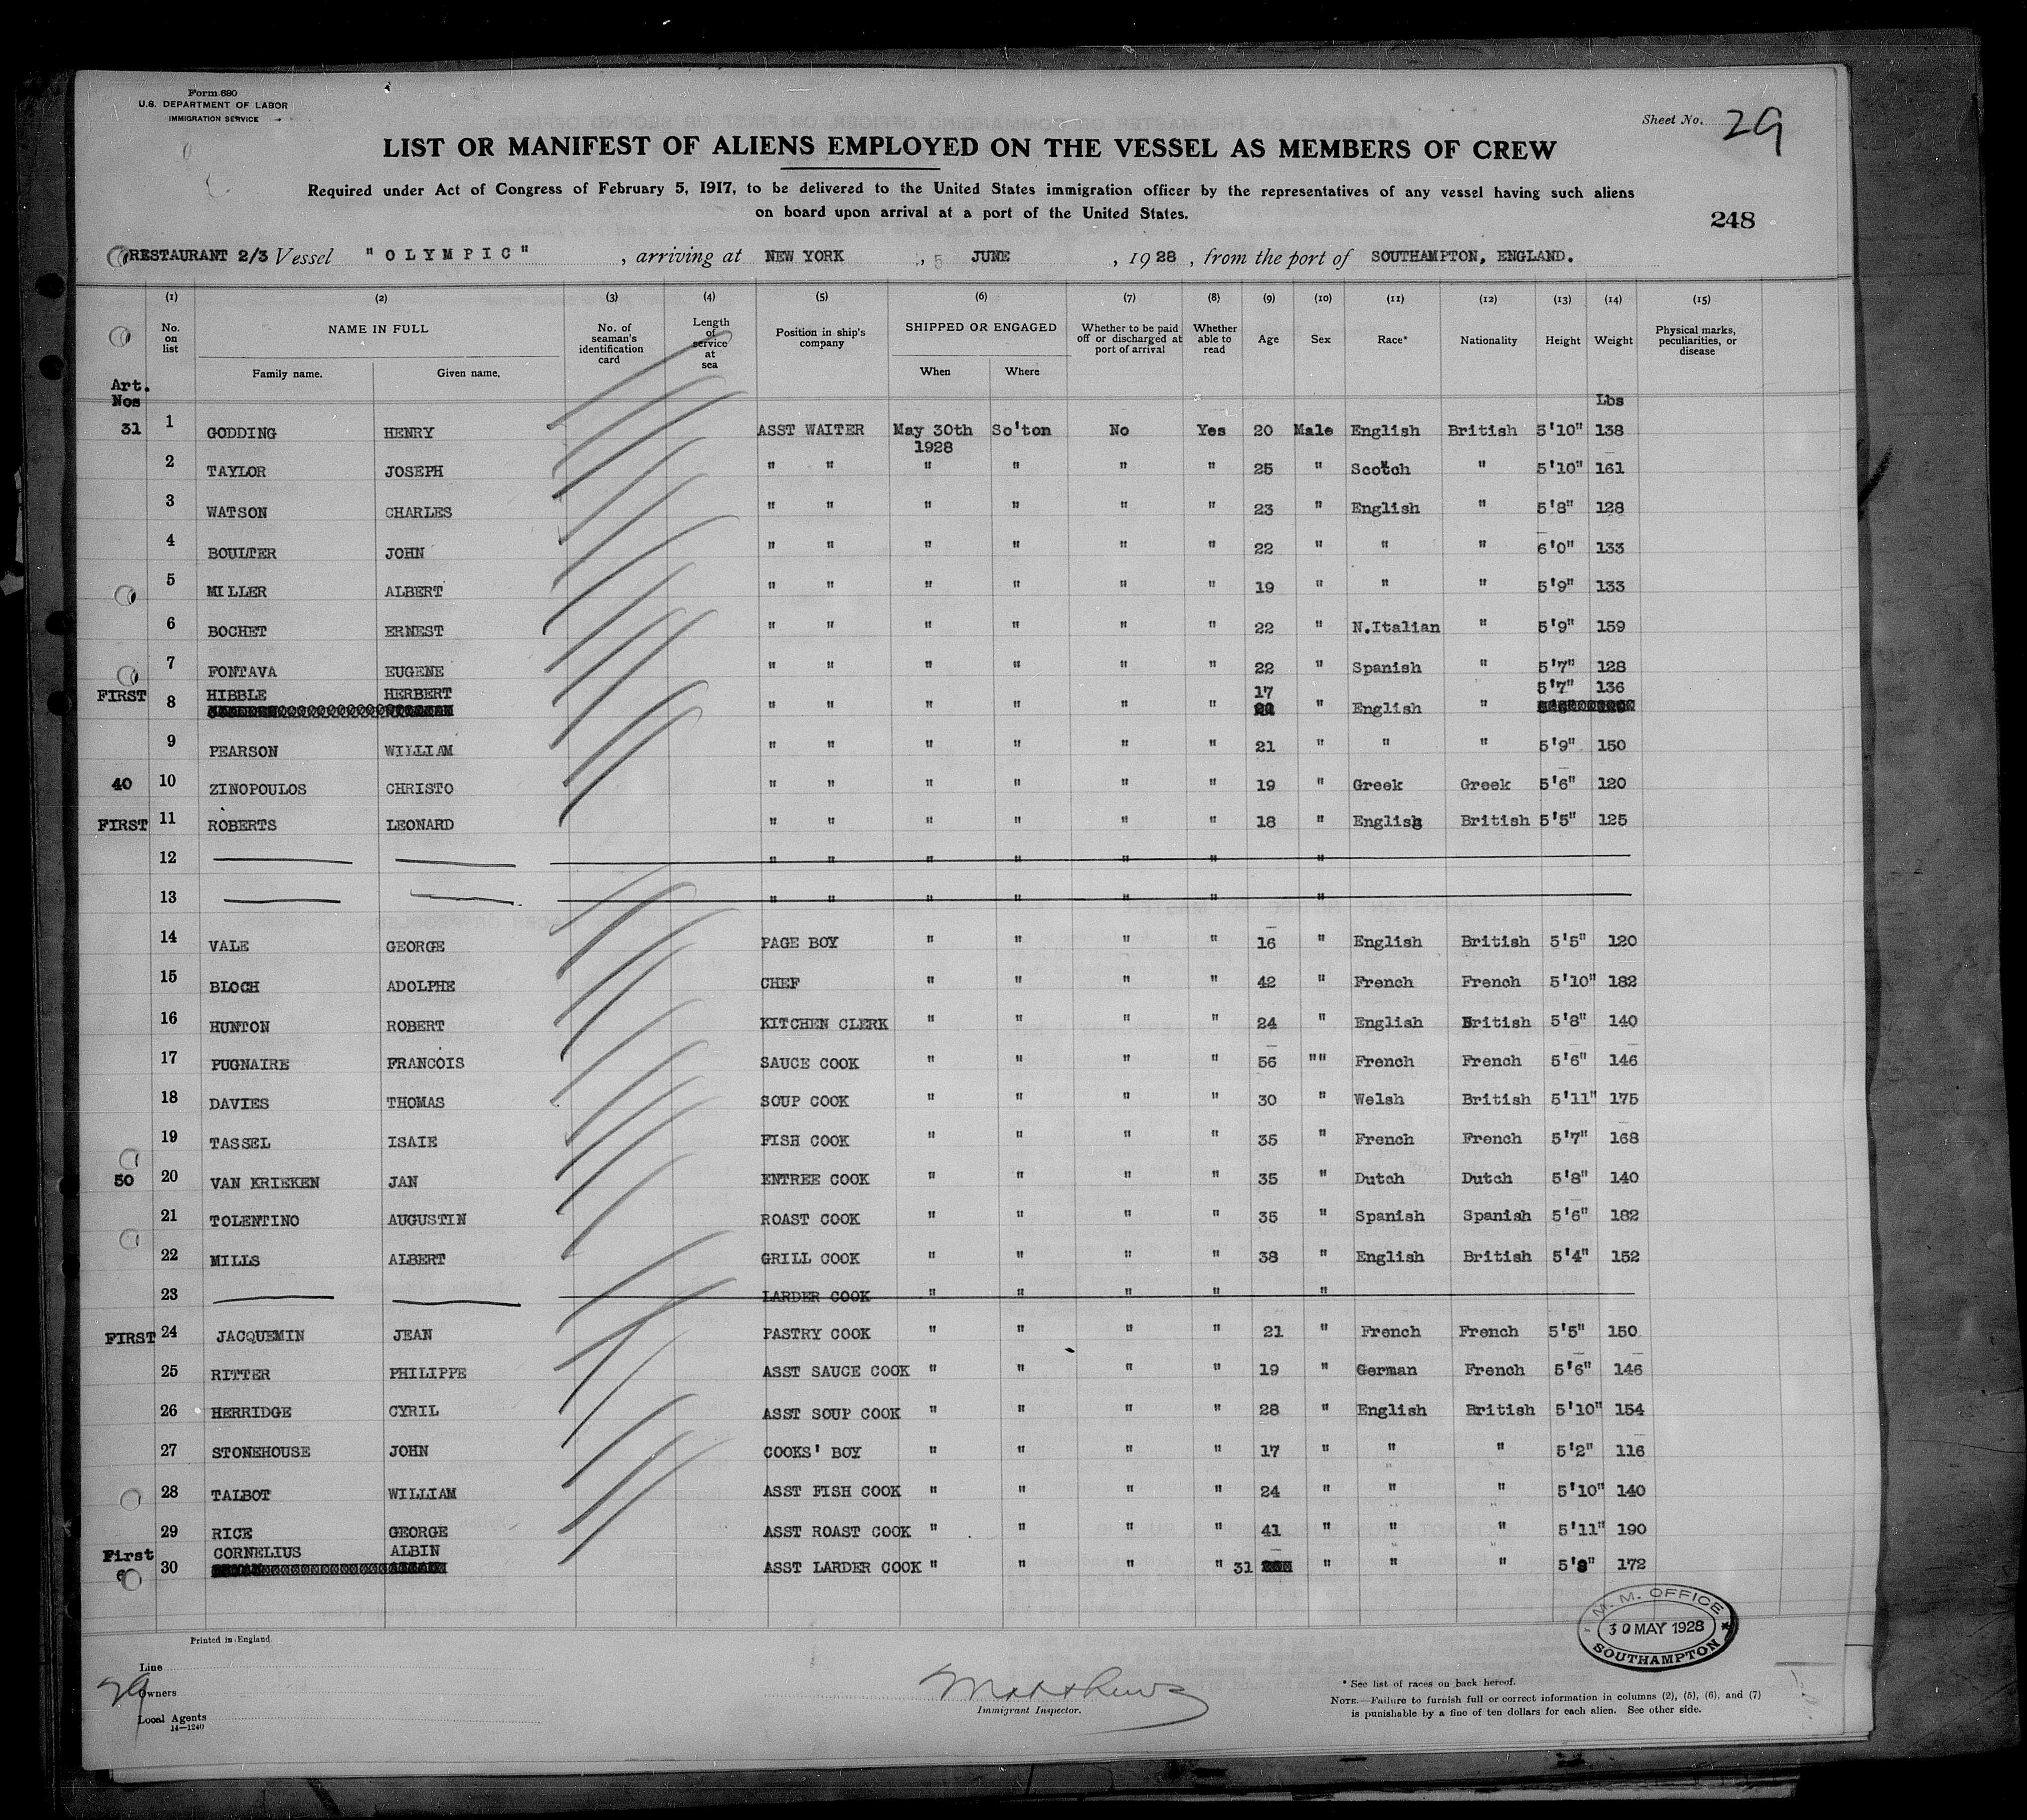 Form 690
U.S. DEPARTMENT OF LABOR
IMMIGRATION SERVICE
Sheet No. 29
LIST OR MANIFEST OF ALIENS EMPLOYED ON THE VESSEL AS MEMBERS OF CREW
Required under Act of Congress of February 5, 1917, to be delivered to the United States immigration officer by the representatives of any vessel having such aliens
on board upon arrival at a port of the United States.
248
RESTAURANT 2/3 Vessel "OLYMPIC", arriving at NEW YORK, 5 JUNE, 1928, from the port of SOUTHAMPTON, ENGLAND.
(1) (2) (3) (4) (5) (6) (7) (8) (9) (10) (11) (12) (13) (14) (15)
No. on list NAME IN FULL Family name. Given name. No. of seaman's identification card Length of service at sea Position in ship's company SHIPPED OR ENGAGED When Where Whether to be paid off or discharged at port of arrival Whether able to read Age Sex Race* Nationality Height Weight Physical marks, peculiarities, or disease
Art. Nos Lbs
31 1 GODDING HENRY ASST WAITER May 30th 1928 So'ton No Yes 20 Male English British 5'10" 138
2 TAYLOR JOSEPH " " " " " " 25 " Scotch " 5'10" 161
3 WATSON CHARLES " " " " " " 23 " English " 5'8" 128
4 BOULTER JOHN " " " " " " 22 " " " 6'0" 133
5 MILLER ALBERT " " " " " " 19 " " " 5'9" 133
6 BOCHET ERNEST " " " " " " 22 " N.Italian " 5'9" 159
7 FONTAVA EUGENE " " " " " " 22 " Spanish " 5'7" 128
FIRST 8 HIBBLE HERBERT " " " " " " 17 " English " 5'7" 136
9 PEARSON WILLIAM " " " " " " 21 " " " 5'9" 150
40 10 ZINOPOULOS CHRISTO " " " " " " 19 " Greek Greek 5'6" 120
FIRST 11 ROBERTS LEONARD " " " " " " 18 " English British 5'5" 125
12 " " " " " " "
13 " " " " " " "
14 VALE GEORGE PAGE BOY " " " " 16 " English British 5'5" 120
15 BLOCH ADOLPHE CHEF " " " " 42 " French French 5'10" 182
16 HUNTON ROBERT KITCHEN CLERK " " " " 24 " English British 5'8" 140
17 PUGNAIRE FRANCOIS SAUCE COOK " " " " 56 "" French French 5'6" 146
18 DAVIES THOMAS SOUP COOK " " " " 30 " Welsh British 5'11" 175
19 TASSEL ISAIE FISH COOK " " " " 35 " French French 5'7" 168
50 20 VAN KRIEKEN JAN ENTREE COOK " " " " 35 " Dutch Dutch 5'8" 140
21 TOLENTINO AUGUSTIN ROAST COOK " " " " 35 " Spanish Spanish 5'6" 182
22 MILLS ALBERT GRILL COOK " " " " 38 " English British 5'4" 152
23 LARDER COOK " " " " "
FIRST 24 JACQUEMIN JEAN PASTRY COOK " " " " 21 " French French 5'5" 150
25 RITTER PHILIPPE ASST SAUCE COOK " " " " 19 " German French 5'6" 146
26 HERRIDGE CYRIL ASST SOUP COOK " " " " 28 " English British 5'10" 154
27 STONEHOUSE JOHN COOKS' BOY " " " " 17 " " " 5'2" 116
28 TALBOT WILLIAM ASST FISH COOK " " " " 24 " " " 5'10" 140
29 RICE GEORGE ASST ROAST COOK " " " " 41 " " " 5'11" 190
First 30 CORNELIUS ALBIN ASST LARDER COOK " " " " 31 " " " 5'8" 172
M. M. OFFICE
30 MAY 1928
SOUTHAMPTON
Printed in England
Line
29 Owners
Local Agents
14—1240
Matthews
Immigrant Inspector.
* See list of races on back hereof.
NOTE.—Failure to furnish full or correct information in columns (2), (5), (6), and (7)
is punishable by a fine of ten dollars for each alien. See other side.